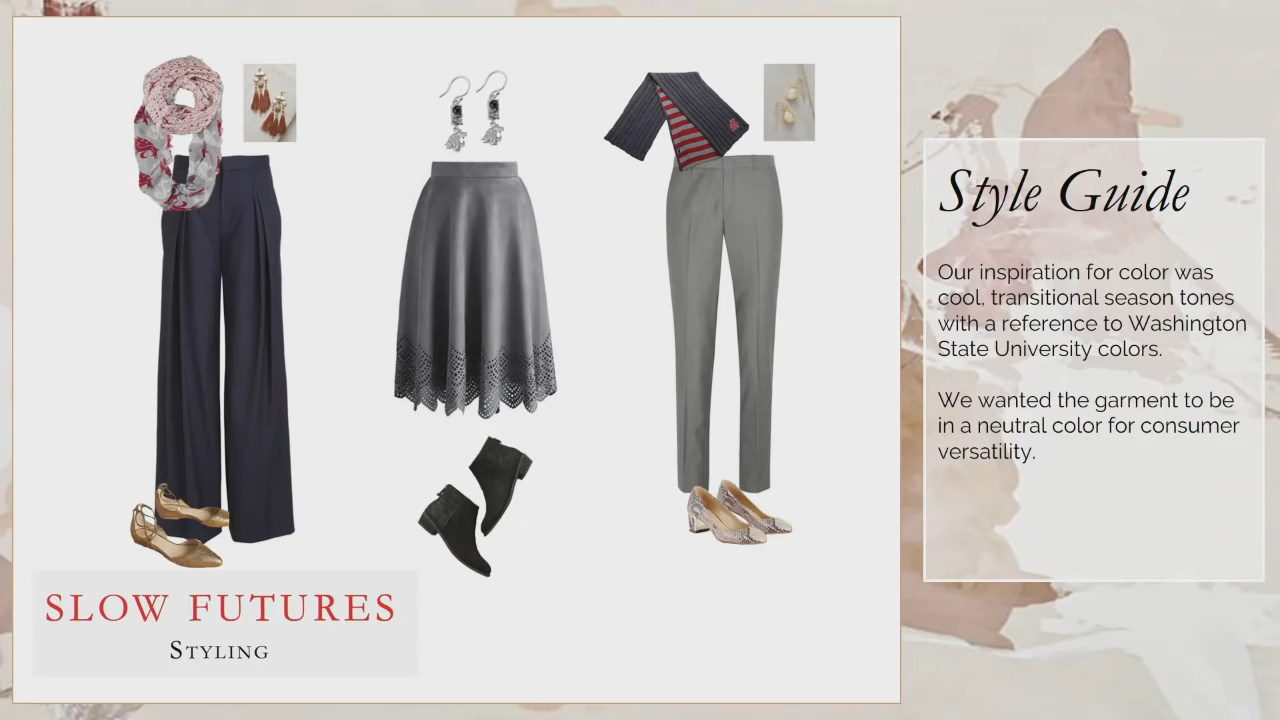 SLOW FUTURES
STYLING
Style Guide
Our inspiration for color was
cool, transitional season tones
with a reference to Washington
State University colors.
We wanted the garment to be
in a neutral color for consumer
versatility.